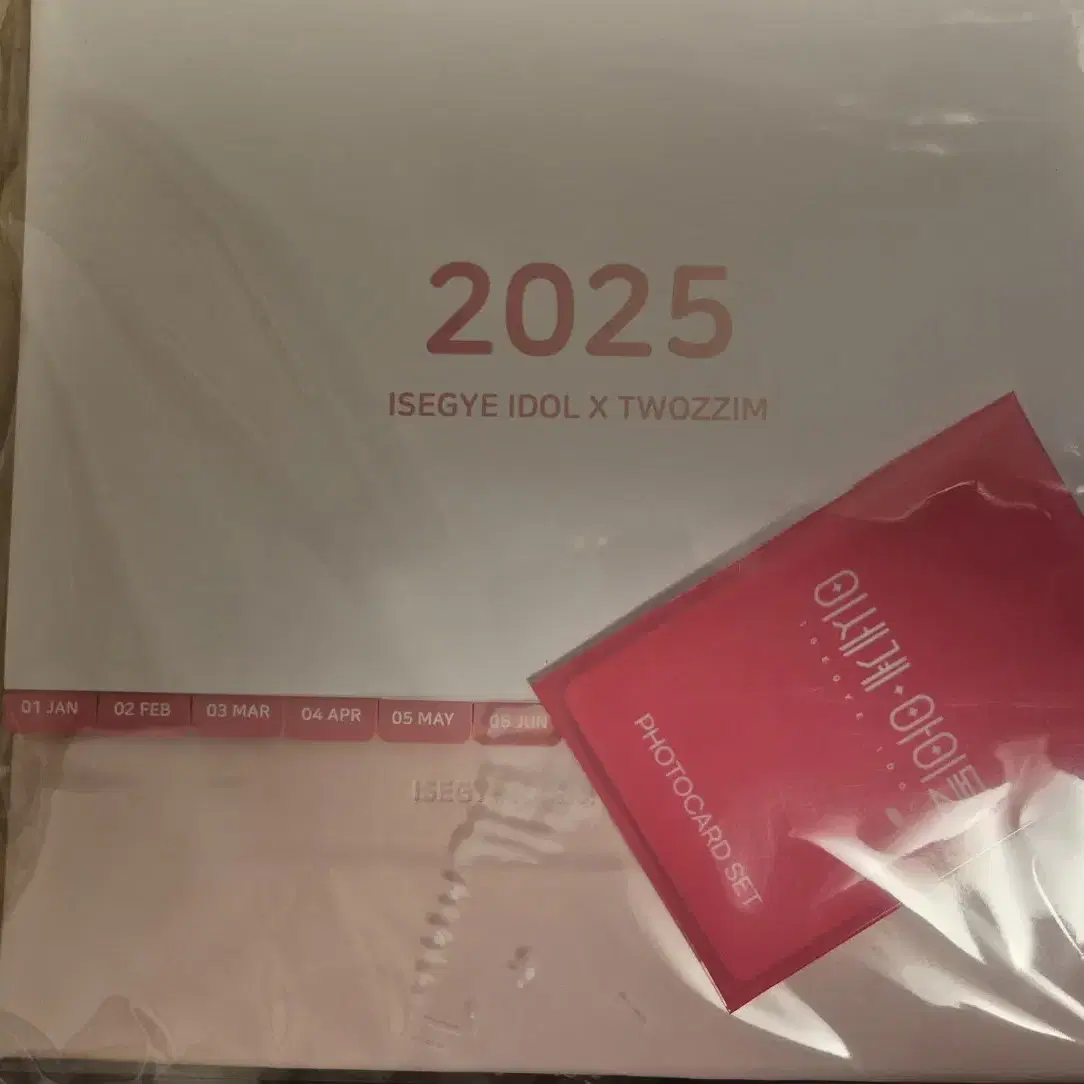 2025
ISEGYE IDOL X TWOZZIM
01 JAN
02 FEB
03 MAR
04 APR
05 MAY
06 JUN
이세계아이돌
PHOTOCARD SET